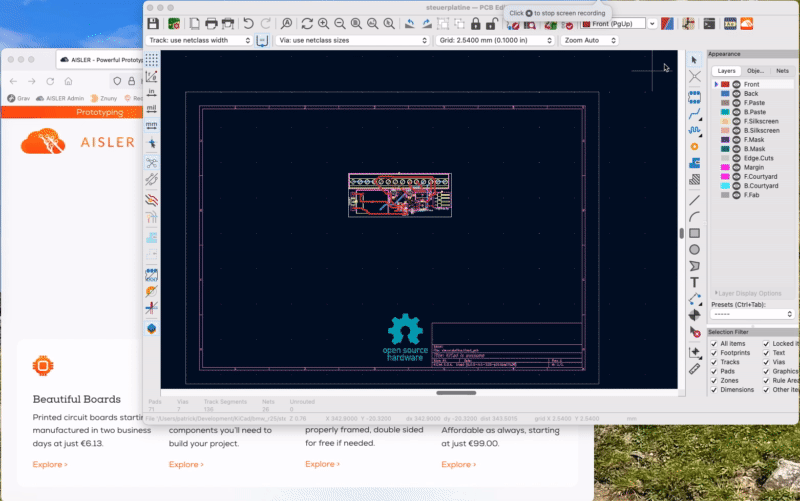 steuerplatine — PCB Ed
Click to stop screen recording
Front (PgUp)
Track: use netclass width
Via: use netclass sizes
Grid: 2.5400 mm (0.1000 in)
Zoom Auto
AISLER - Powerful Prototyp
Grav
AISLER Admin
Znuny
Prototyping
AISLER
in
mil
mm
Appearance
Layers
Obje...
Nets
Front
Back
F.Paste
B.Paste
F.Silkscreen
B.Silkscreen
F.Mask
B.Mask
Edge.Cuts
Margin
F.Courtyard
B.Courtyard
F.Fab
Layer Display Options
Presets (Ctrl+Tab):
-----
Selection Filter
All items
Locked it
Footprints
Text
Tracks
Vias
Pads
Graphics
Zones
Rule Area
Dimensions
Other ite
open source
hardware
Pads
Vias
Track Segments
Nets
Unrouted
71
7
136
26
0
Z 0.76
mm
Beautiful Boards
Printed circuit boards starti
manufactured in two business
days at just €6.13.
Explore >
components you'll need to
build your project.
Explore >
properly framed, double sided
for free if needed.
Explore >
Affordable as always, starting
at just €99.00.
Explore >